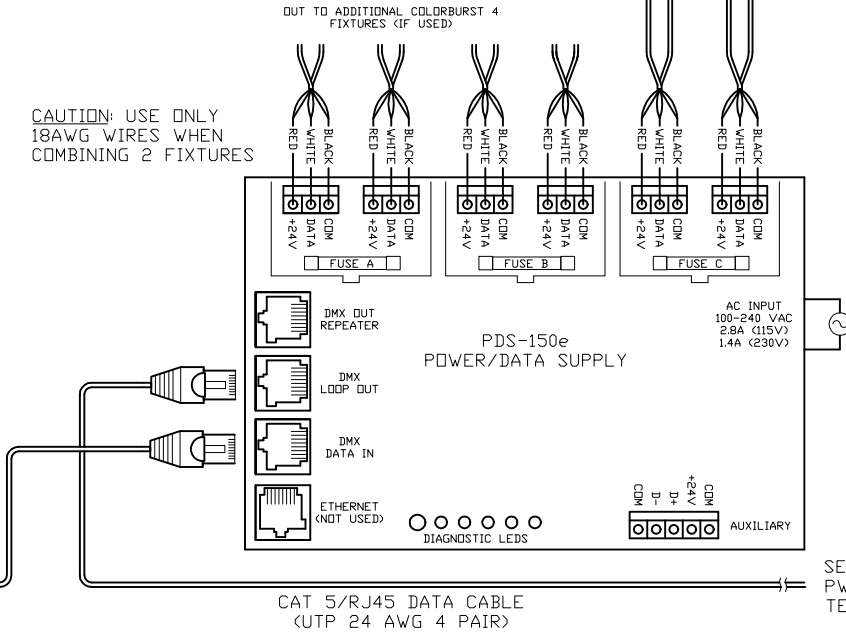 OUT TO ADDITIONAL COLORBURST 4
FIXTURES (IF USED)
CAUTION: USE ONLY
18AWG WIRES WHEN
COMBINING 2 FIXTURES
RED WHITE BLACK
RED WHITE BLACK
RED WHITE BLACK
RED WHITE BLACK
RED WHITE BLACK
RED WHITE BLACK
+24V DATA COM
+24V DATA COM
+24V DATA COM
+24V DATA COM
+24V DATA COM
+24V DATA COM
FUSE A
FUSE B
FUSE C
DMX OUT
REPEATER
AC INPUT
100-240 VAC
2.8A (115V)
1.4A (230V)
PDS-150e
POWER/DATA SUPPLY
DMX
LOOP OUT
DMX
DATA IN
ETHERNET
(NOT USED)
DIAGNOSTIC LEDS
COM D- D+ +24V COM
AUXILIARY
SE
PW
TE
CAT 5/RJ45 DATA CABLE
(UTP 24 AWG 4 PAIR)